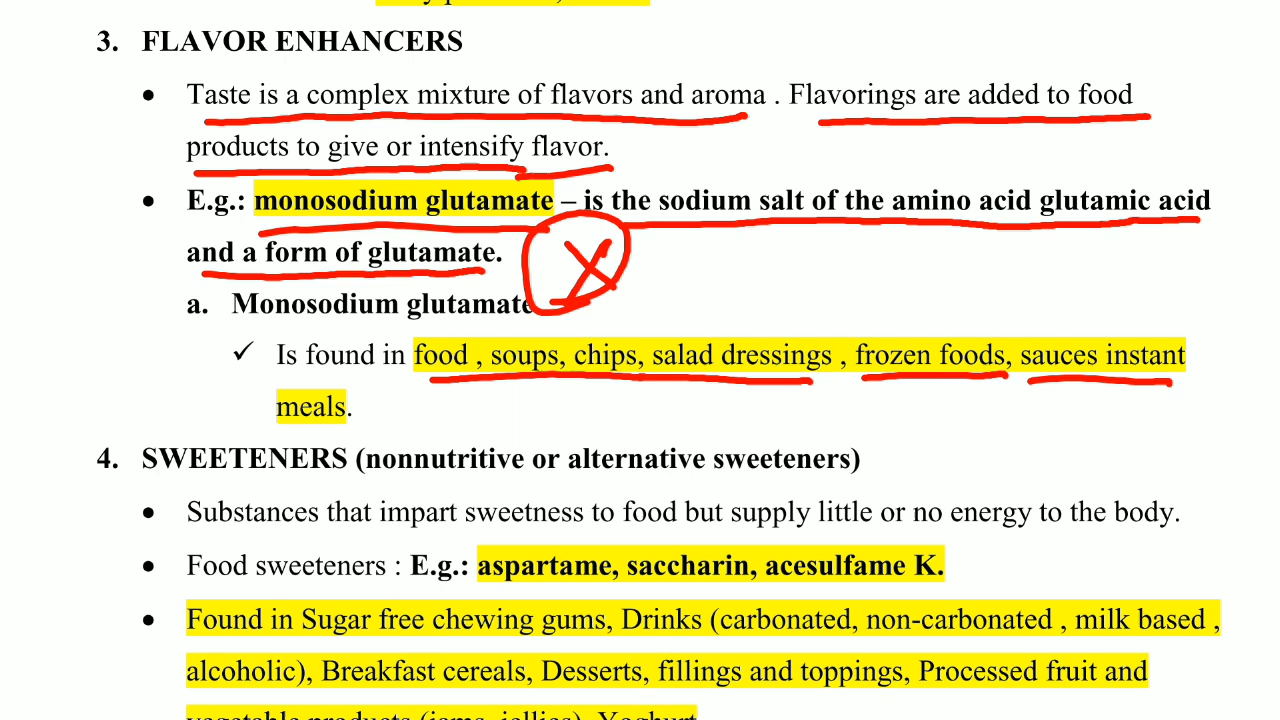 3. FLAVOR ENHANCERS
• Taste is a complex mixture of flavors and aroma . Flavorings are added to food
products to give or intensify flavor.
• E.g.: monosodium glutamate – is the sodium salt of the amino acid glutamic acid
and a form of glutamate.
a. Monosodium glutamate
✓ Is found in food , soups, chips, salad dressings , frozen foods, sauces instant
meals.
4. SWEETENERS (nonnutritive or alternative sweeteners)
• Substances that impart sweetness to food but supply little or no energy to the body.
• Food sweeteners : E.g.: aspartame, saccharin, acesulfame K.
• Found in Sugar free chewing gums, Drinks (carbonated, non-carbonated , milk based ,
alcoholic), Breakfast cereals, Desserts, fillings and toppings, Processed fruit and
vegetable products (jams, jellies), Yoghurt